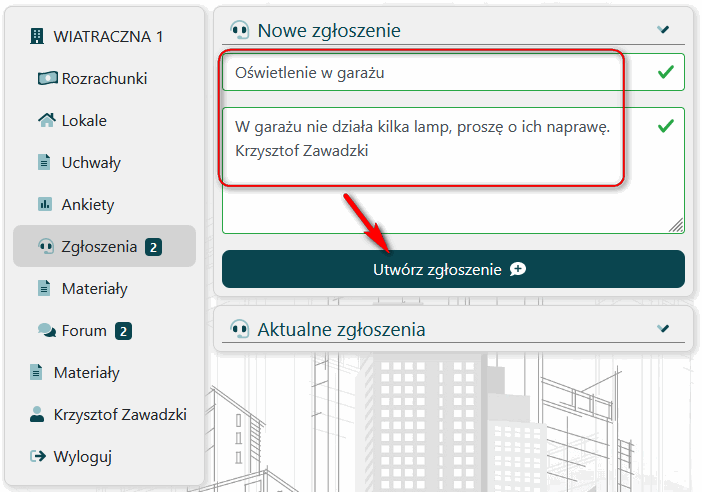 WIATRACZNA 1
Rozrachunki
Lokale
Uchwały
Ankiety
Zgłoszenia 2
Materiały
Forum 2
Materiały
Krzysztof Zawadzki
Wyloguj
Nowe zgłoszenie
Oświetlenie w garażu
W garażu nie działa kilka lamp, proszę o ich naprawę.
Krzysztof Zawadzki
Utwórz zgłoszenie
Aktualne zgłoszenia